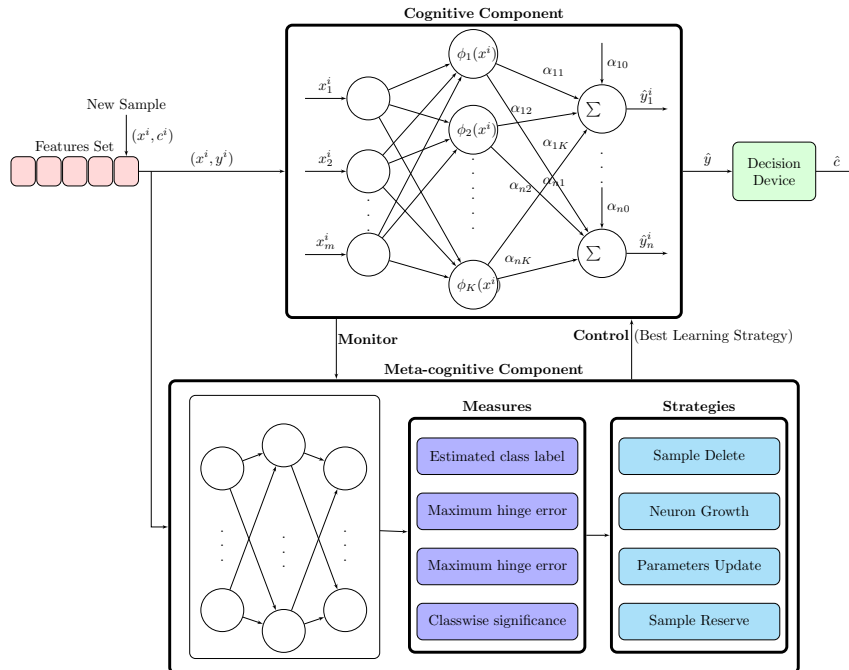 Cognitive Component
New Sample
(x^i, c^i)
Features Set
(x^i, y^i)
x_1^i
x_2^i
x_m^i
ϕ_1(x^i)
ϕ_2(x^i)
ϕ_K(x^i)
α_11
α_12
α_1K
α_n1
α_n2
α_nK
α_10
α_n0
∑
∑
ŷ_1^i
ŷ_n^i
ŷ
Decision
Device
ĉ
Monitor
Control (Best Learning Strategy)
Meta-cognitive Component
Measures
Estimated class label
Maximum hinge error
Maximum hinge error
Classwise significance
Strategies
Sample Delete
Neuron Growth
Parameters Update
Sample Reserve